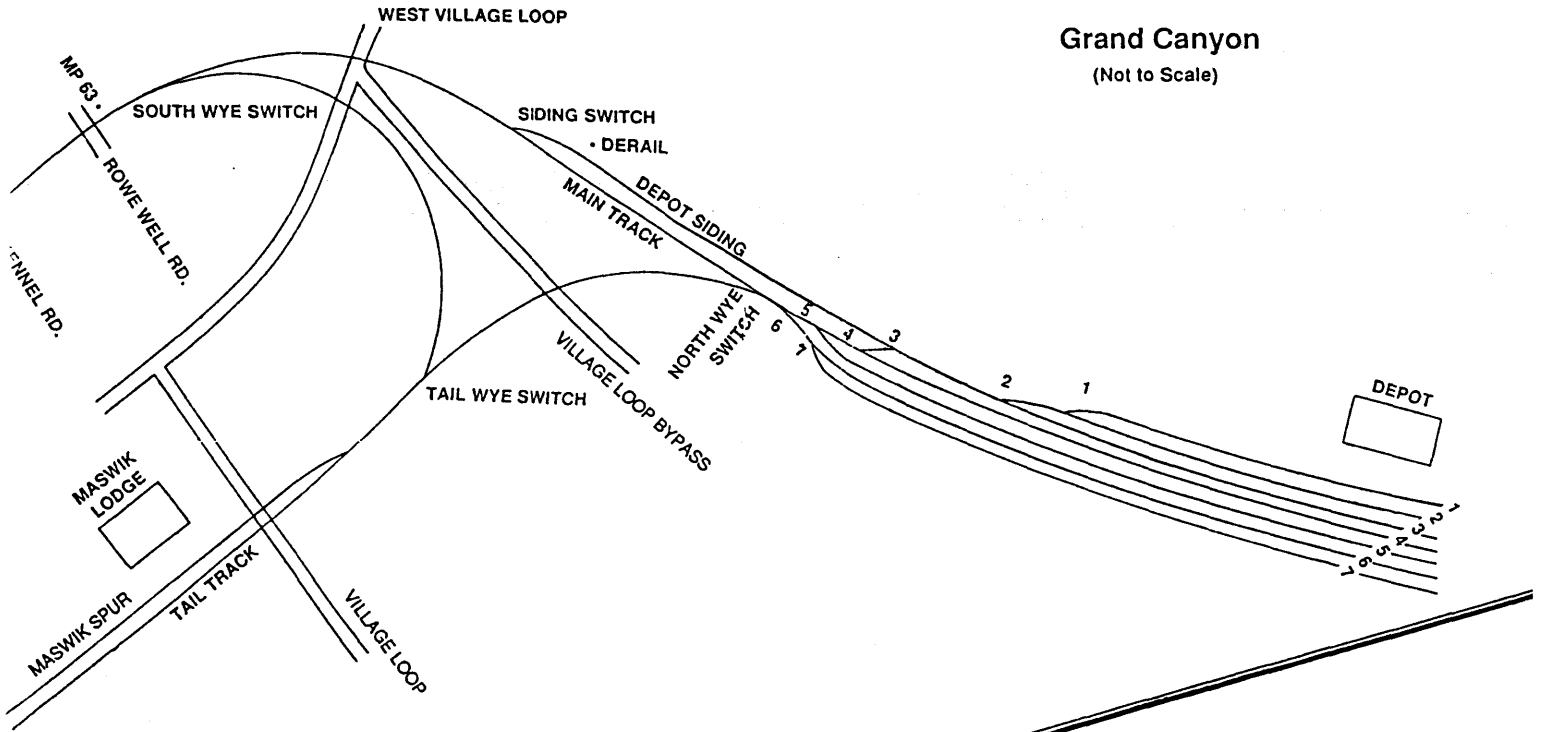 WEST VILLAGE LOOP
Grand Canyon
(Not to Scale)
MP 63
SOUTH WYE SWITCH
SIDING SWITCH
DERAIL
ROWE WELL RD.
DEPOT SIDING
MAIN TRACK
ENNEL RD.
NORTH WYE
SWITCH
5
6
4
3
7
2
1
DEPOT
VILLAGE LOOP BYPASS
TAIL WYE SWITCH
MASWIK
LODGE
1
2
3
4
5
6
7
TAIL TRACK
MASWIK SPUR
VILLAGE LOOP